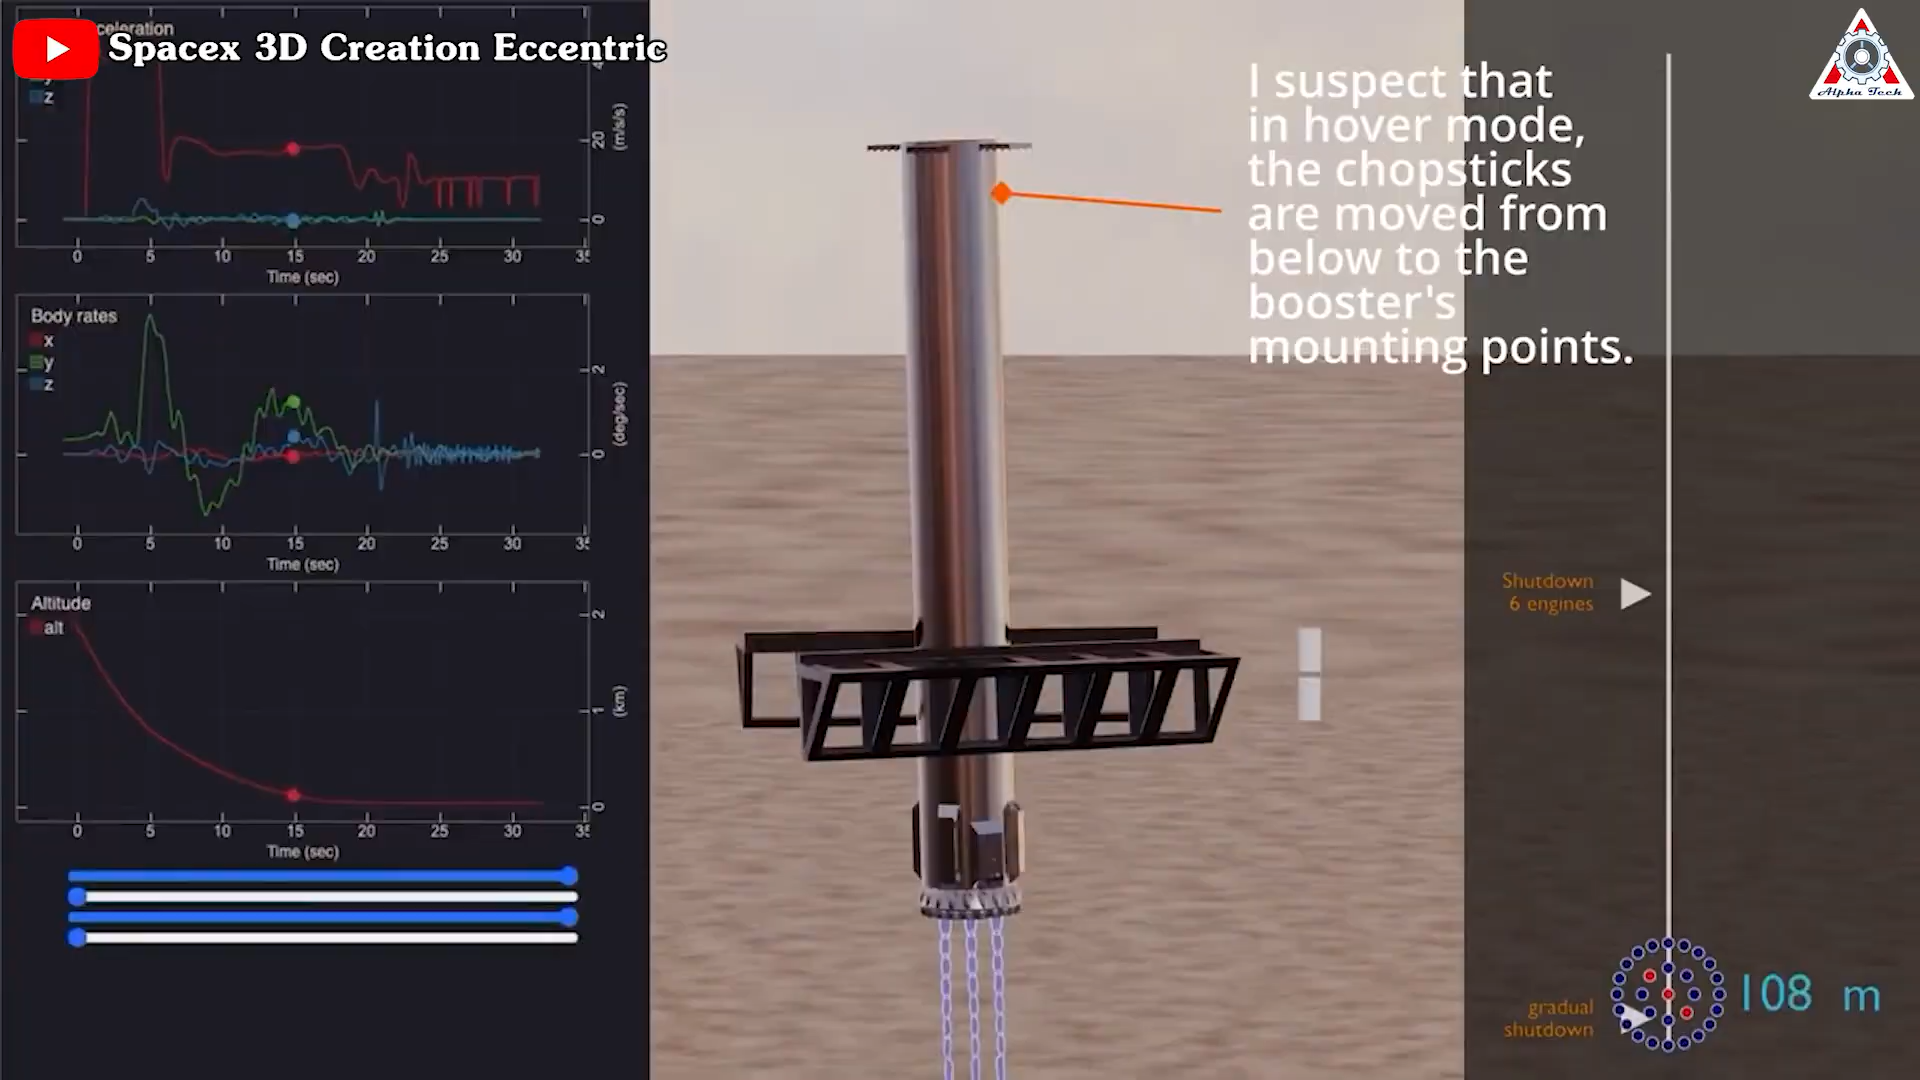 Spacex 3D Creation Eccentric
Alpha Tech
z
20
0
(m/s/s)
0 5 10 15 20 25 30
Time (sec)
Body rates
x
y
z
2
0
(deg/sec)
0 5 10 15 20 25 30
Time (sec)
Altitude
alt
2
1
0
(km)
0 5 10 15 20 25 30
Time (sec)
I suspect that
in hover mode,
the chopsticks
are moved from
below to the
booster's
mounting points.
Shutdown
6 engines
gradual
shutdown
108 m